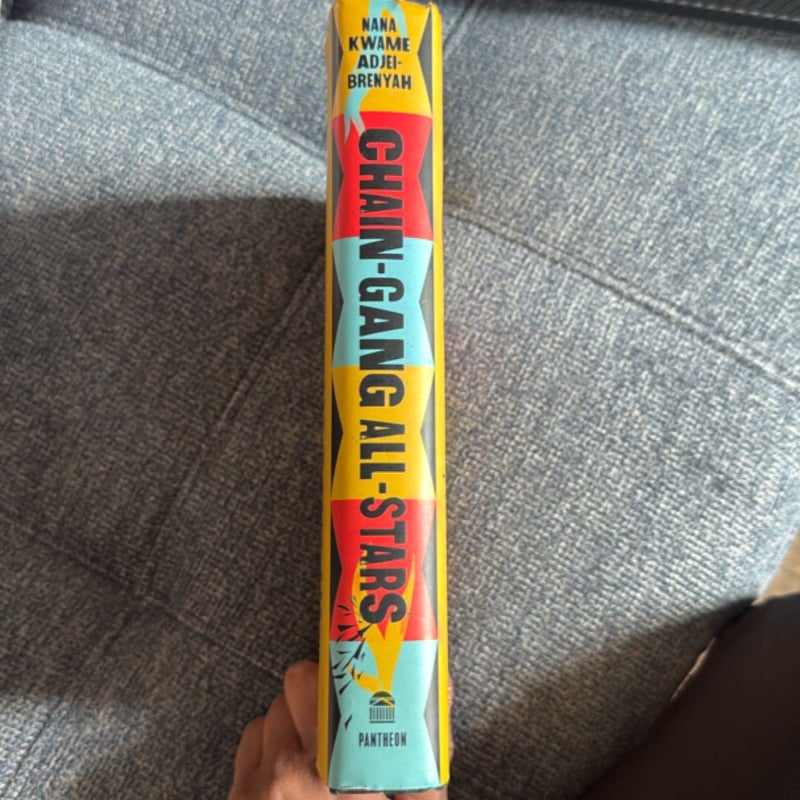 NANA
KWAME
ADJEI-
BRENYAH
CHAIN-GANG ALL-STARS
PANTHEON